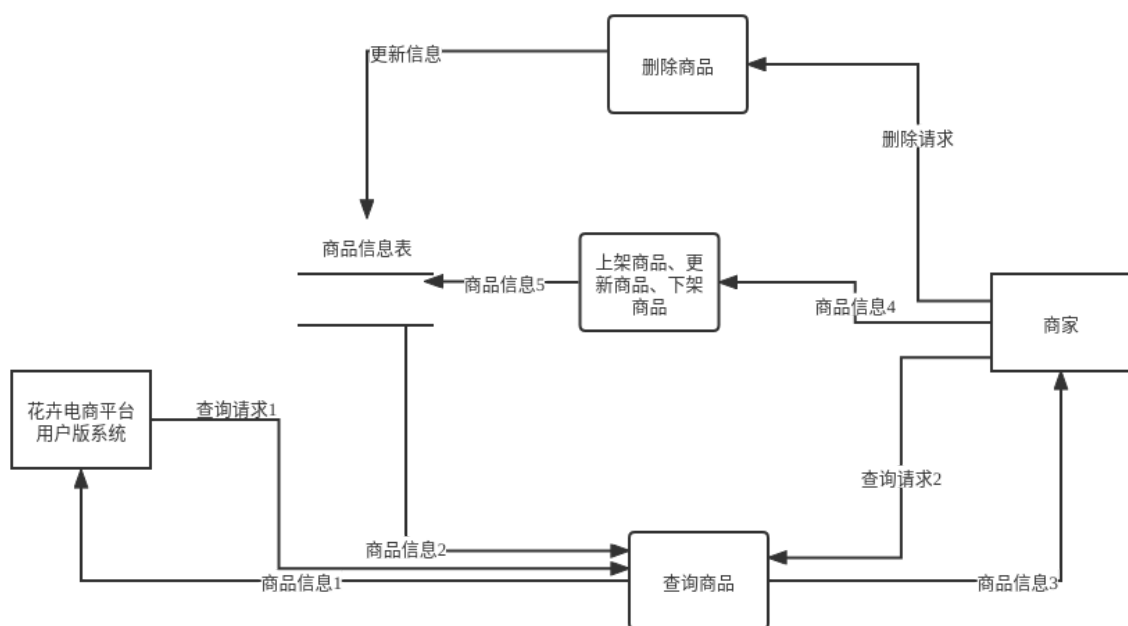 更新信息
删除商品
删除请求
商品信息表
商品信息5
上架商品、更
新商品、下架
商品
商品信息4
商家
花卉电商平台
用户版系统
查询请求1
查询请求2
商品信息2
商品信息1
查询商品
商品信息3